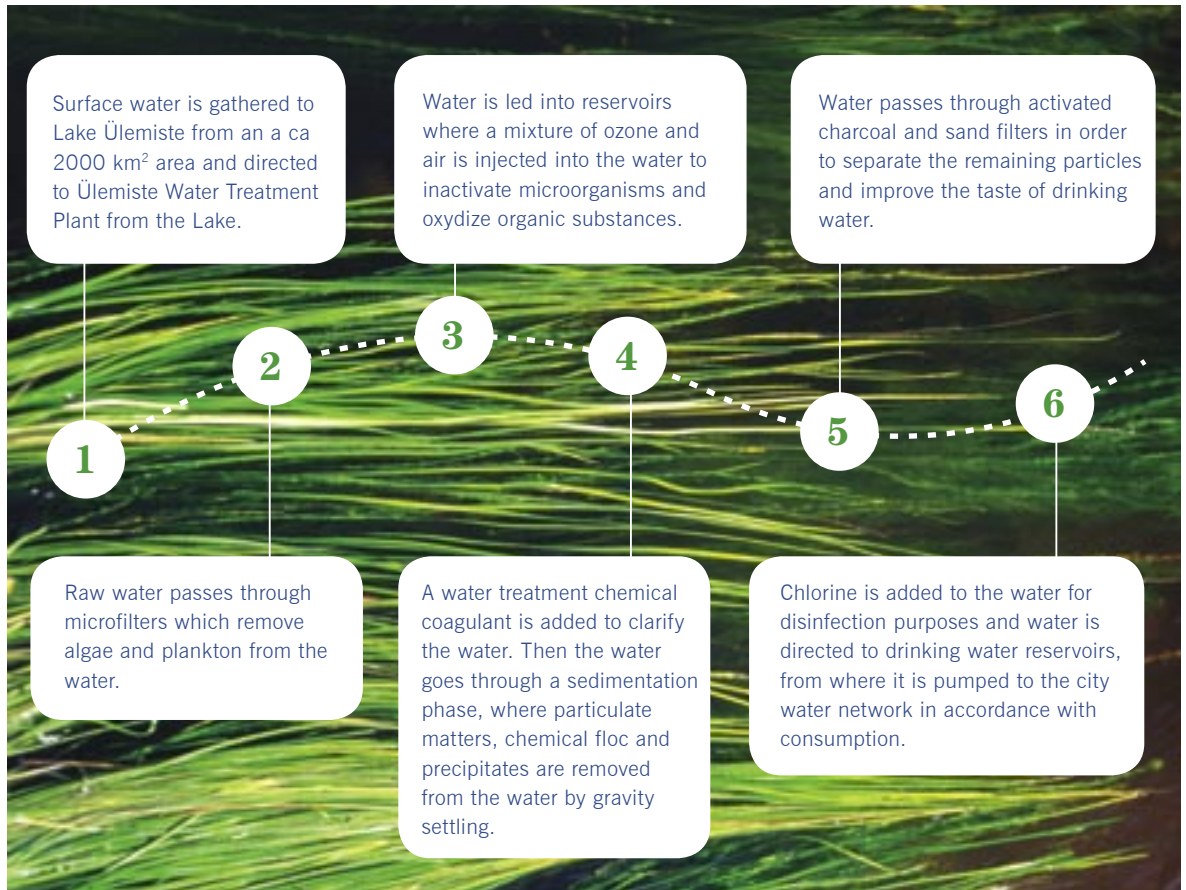 1
Surface water is gathered to
Lake Ülemiste from an a ca
2000 km² area and directed
to Ülemiste Water Treatment
Plant from the Lake.
2
Raw water passes through
microfilters which remove
algae and plankton from the
water.
3
Water is led into reservoirs
where a mixture of ozone and
air is injected into the water to
inactivate microorganisms and
oxydize organic substances.
4
A water treatment chemical
coagulant is added to clarify
the water. Then the water
goes through a sedimentation
phase, where particulate
matters, chemical floc and
precipitates are removed
from the water by gravity
settling.
5
Water passes through activated
charcoal and sand filters in order
to separate the remaining particles
and improve the taste of drinking
water.
6
Chlorine is added to the water for
disinfection purposes and water is
directed to drinking water reservoirs,
from where it is pumped to the city
water network in accordance with
consumption.